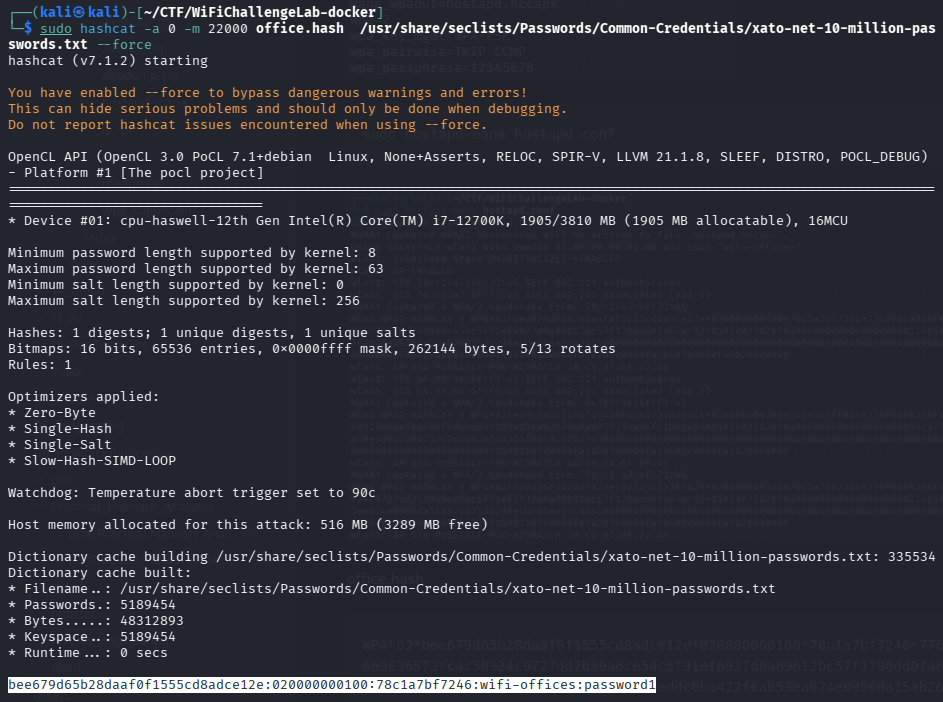 ┌──(kali㉿kali)-[~/CTF/WiFiChallengeLab-docker]
└─$ sudo hashcat -a 0 -m 22000 office.hash  /usr/share/seclists/Passwords/Common-Credentials/xato-net-10-million-pas
swords.txt --force
hashcat (v7.1.2) starting

You have enabled --force to bypass dangerous warnings and errors!
This can hide serious problems and should only be done when debugging.
Do not report hashcat issues encountered when using --force.

OpenCL API (OpenCL 3.0 PoCL 7.1+debian  Linux, None+Asserts, RELOC, SPIR-V, LLVM 21.1.8, SLEEF, DISTRO, POCL_DEBUG)
- Platform #1 [The pocl project]
====================================================================================================================
================================
* Device #01: cpu-haswell-12th Gen Intel(R) Core(TM) i7-12700K, 1905/3810 MB (1905 MB allocatable), 16MCU

Minimum password length supported by kernel: 8
Maximum password length supported by kernel: 63
Minimum salt length supported by kernel: 0
Maximum salt length supported by kernel: 256

Hashes: 1 digests; 1 unique digests, 1 unique salts
Bitmaps: 16 bits, 65536 entries, 0x0000ffff mask, 262144 bytes, 5/13 rotates
Rules: 1

Optimizers applied:
* Zero-Byte
* Single-Hash
* Single-Salt
* Slow-Hash-SIMD-LOOP

Watchdog: Temperature abort trigger set to 90c

Host memory allocated for this attack: 516 MB (3289 MB free)

Dictionary cache building /usr/share/seclists/Passwords/Common-Credentials/xato-net-10-million-passwords.txt: 335534
Dictionary cache built:
* Filename..: /usr/share/seclists/Passwords/Common-Credentials/xato-net-10-million-passwords.txt
* Passwords.: 5189454
* Bytes.....: 48312893
* Keyspace..: 5189454
* Runtime...: 0 secs

bee679d65b28daaf0f1555cd8adce12e:020000000100:78c1a7bf7246:wifi-offices:password1